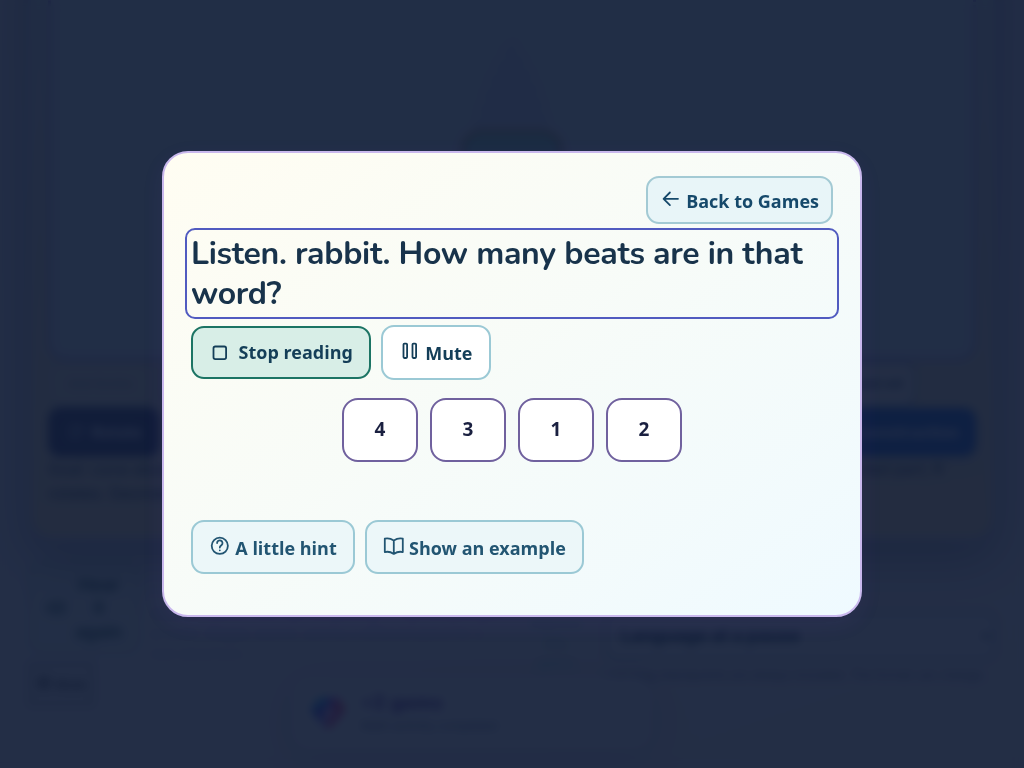 Back to Games
Listen. rabbit. How many beats are in that
word?
Stop reading
Mute
4
3
1
2
A little hint
Show an example